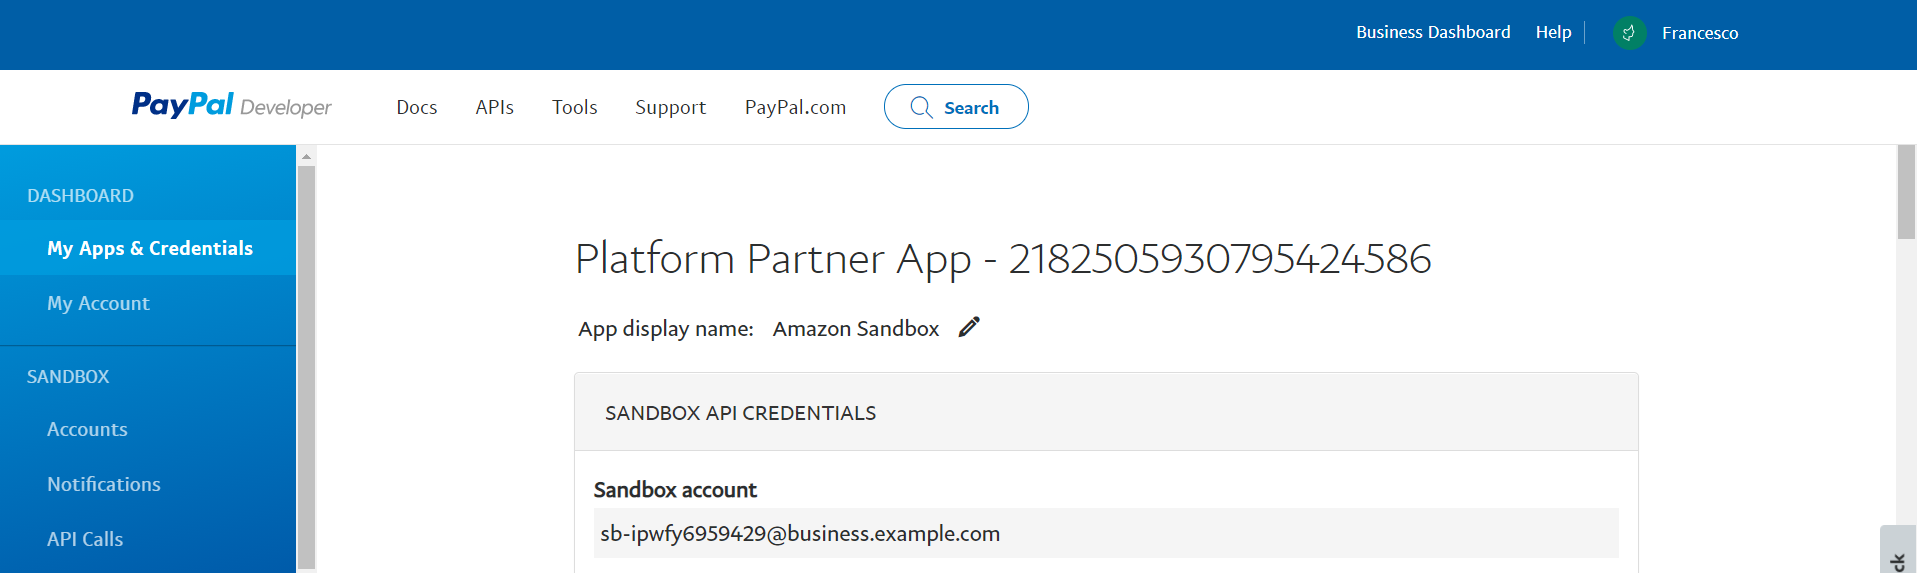 Business Dashboard Help Francesco
PayPal Developer Docs APIs Tools Support PayPal.com Search
DASHBOARD
My Apps & Credentials
My Account
SANDBOX
Accounts
Notifications
API Calls
Platform Partner App - 2182505930795424586
App display name: Amazon Sandbox
SANDBOX API CREDENTIALS
Sandbox account
sb-ipwfy6959429@business.example.com
ck